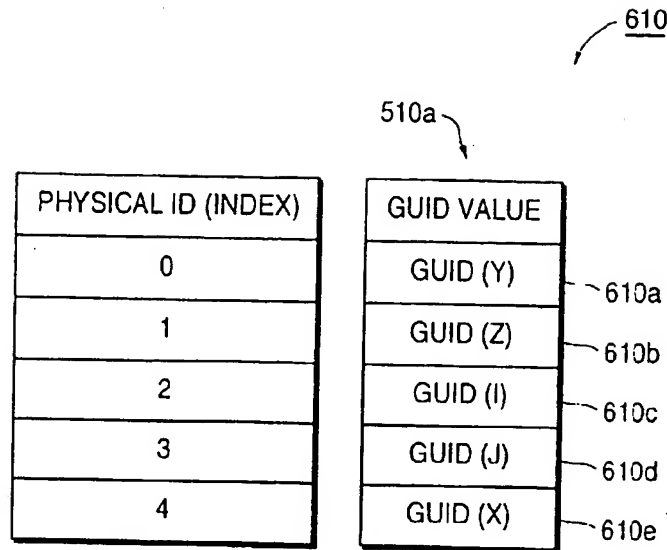 610
510a
PHYSICAL ID (INDEX) GUID VALUE
0 GUID (Y) 610a
1 GUID (Z) 610b
2 GUID (I) 610c
3 GUID (J) 610d
4 GUID (X) 610e